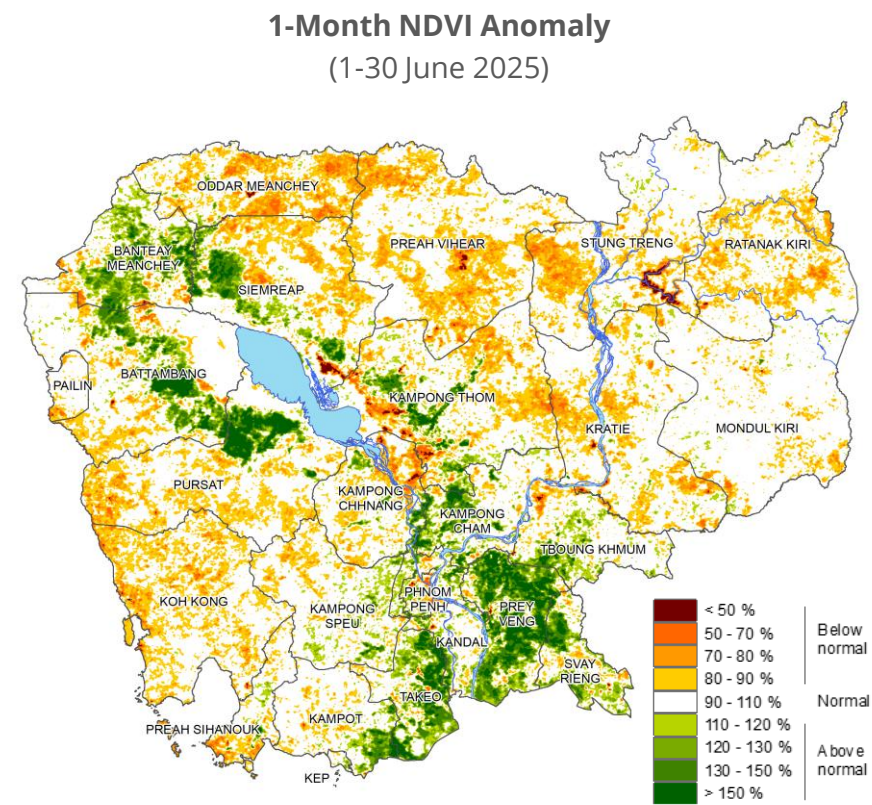 1-Month NDVI Anomaly
(1-30 June 2025)
ODDAR MEANCHEY
BANTEAY
MEANCHEY
PREAH VIHEAR
STUNG TRENG
RATANAK KIRI
SIEMREAP
BATTAMBANG
PAILIN
KAMPONG THOM
KRATIE
MONDUL KIRI
PURSAT
KAMPONG
CHHNANG
KAMPONG
CHAM
TBOUNG KHMUM
KOH KONG
KAMPONG
SPEU
PHNOM
PENH
PREY
VENG
KANDAL
SVAY
RIENG
TAKEO
KAMPOT
PREAH SIHANOUK
KEP
< 50 %
50 - 70 %
70 - 80 %
80 - 90 %
Below
normal
90 - 110 %
Normal
110 - 120 %
120 - 130 %
130 - 150 %
> 150 %
Above
normal